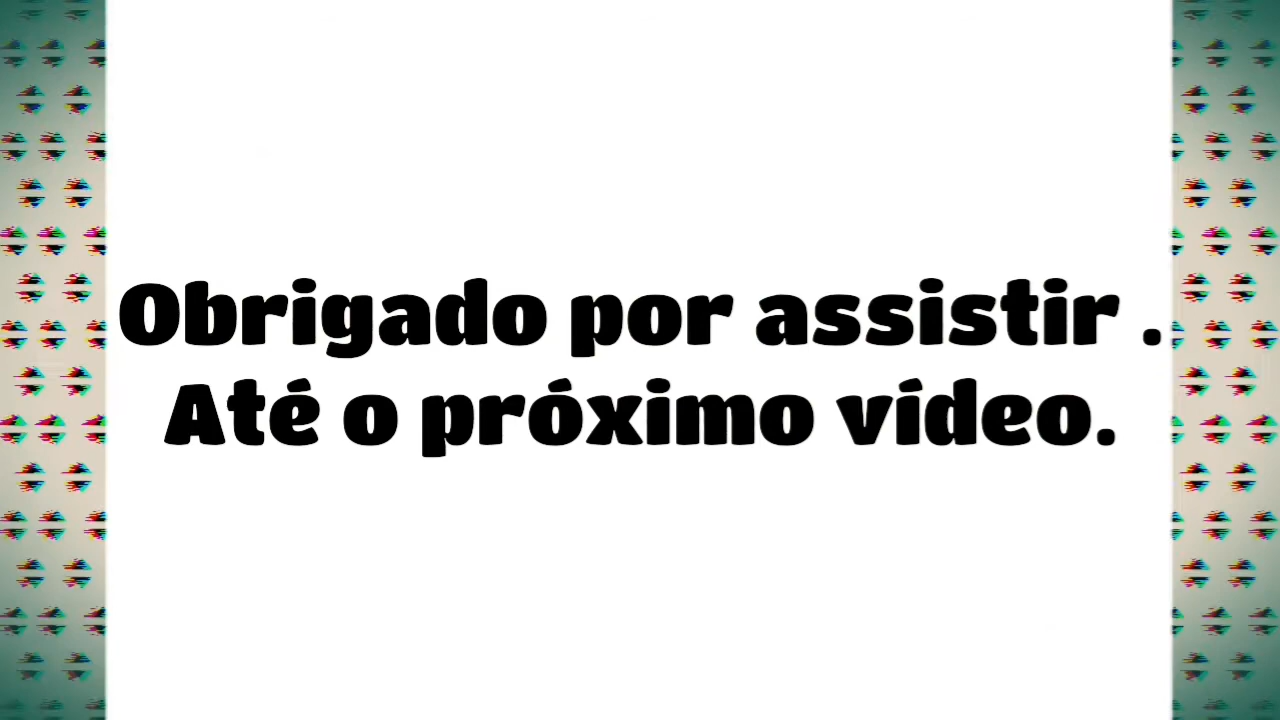 Obrigado por assistir .
Até o próximo vídeo.